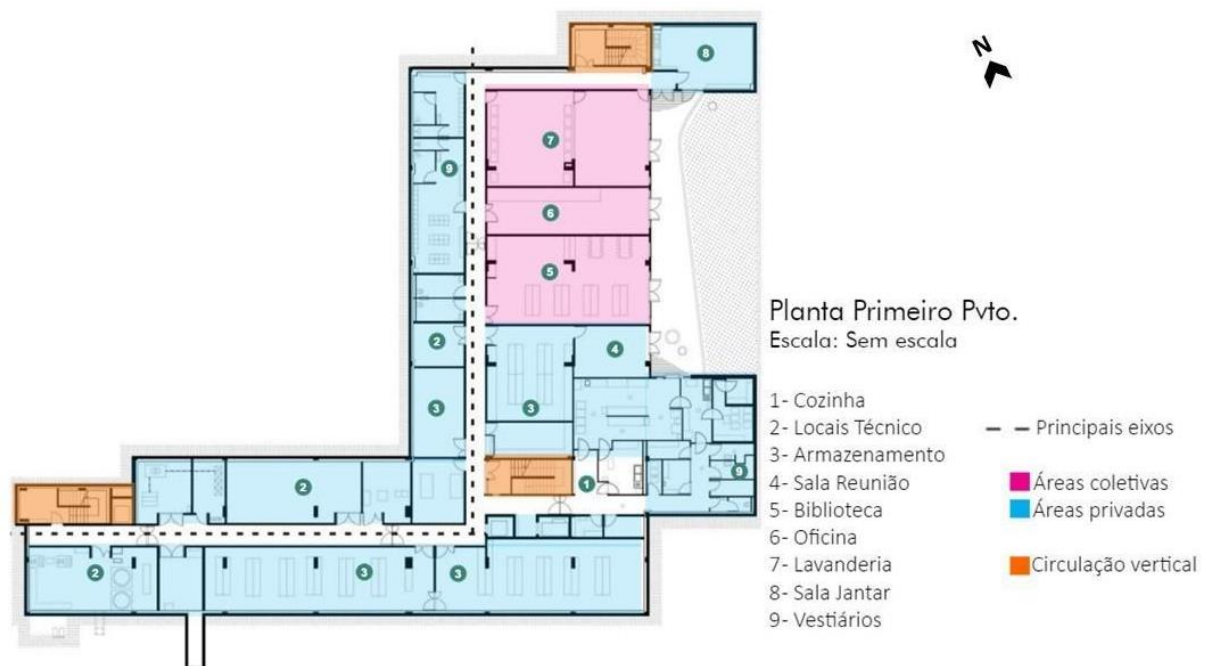 N
8
7
9
6
5
2
4
3
3
9
1
2
2
3
3
Planta Primeiro Pvto.
Escala: Sem escala
1- Cozinha
2- Locais Técnico
3- Armazenamento
4- Sala Reunião
5- Biblioteca
6- Oficina
7- Lavanderia
8- Sala Jantar
9- Vestiários
Principais eixos
Áreas coletivas
Áreas privadas
Circulação vertical